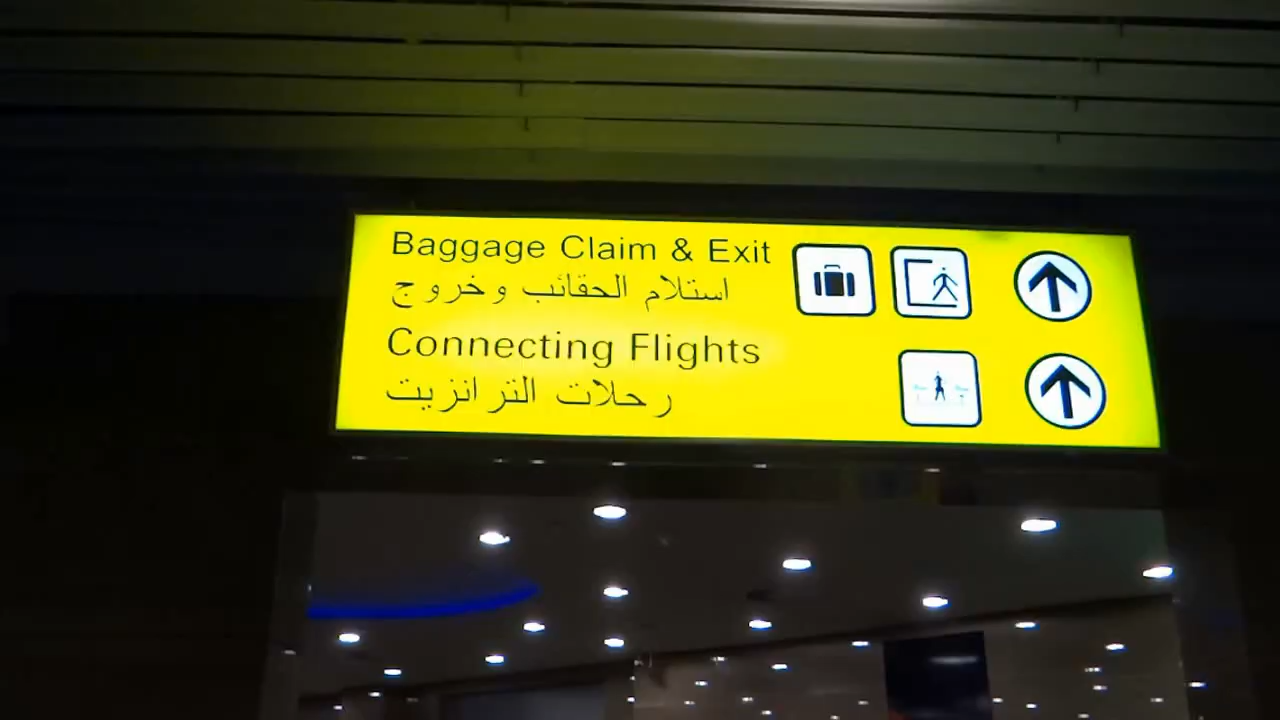 Baggage Claim & Exit
استلام الحقائب وخروج
Connecting Flights
رحلات الترانزيت